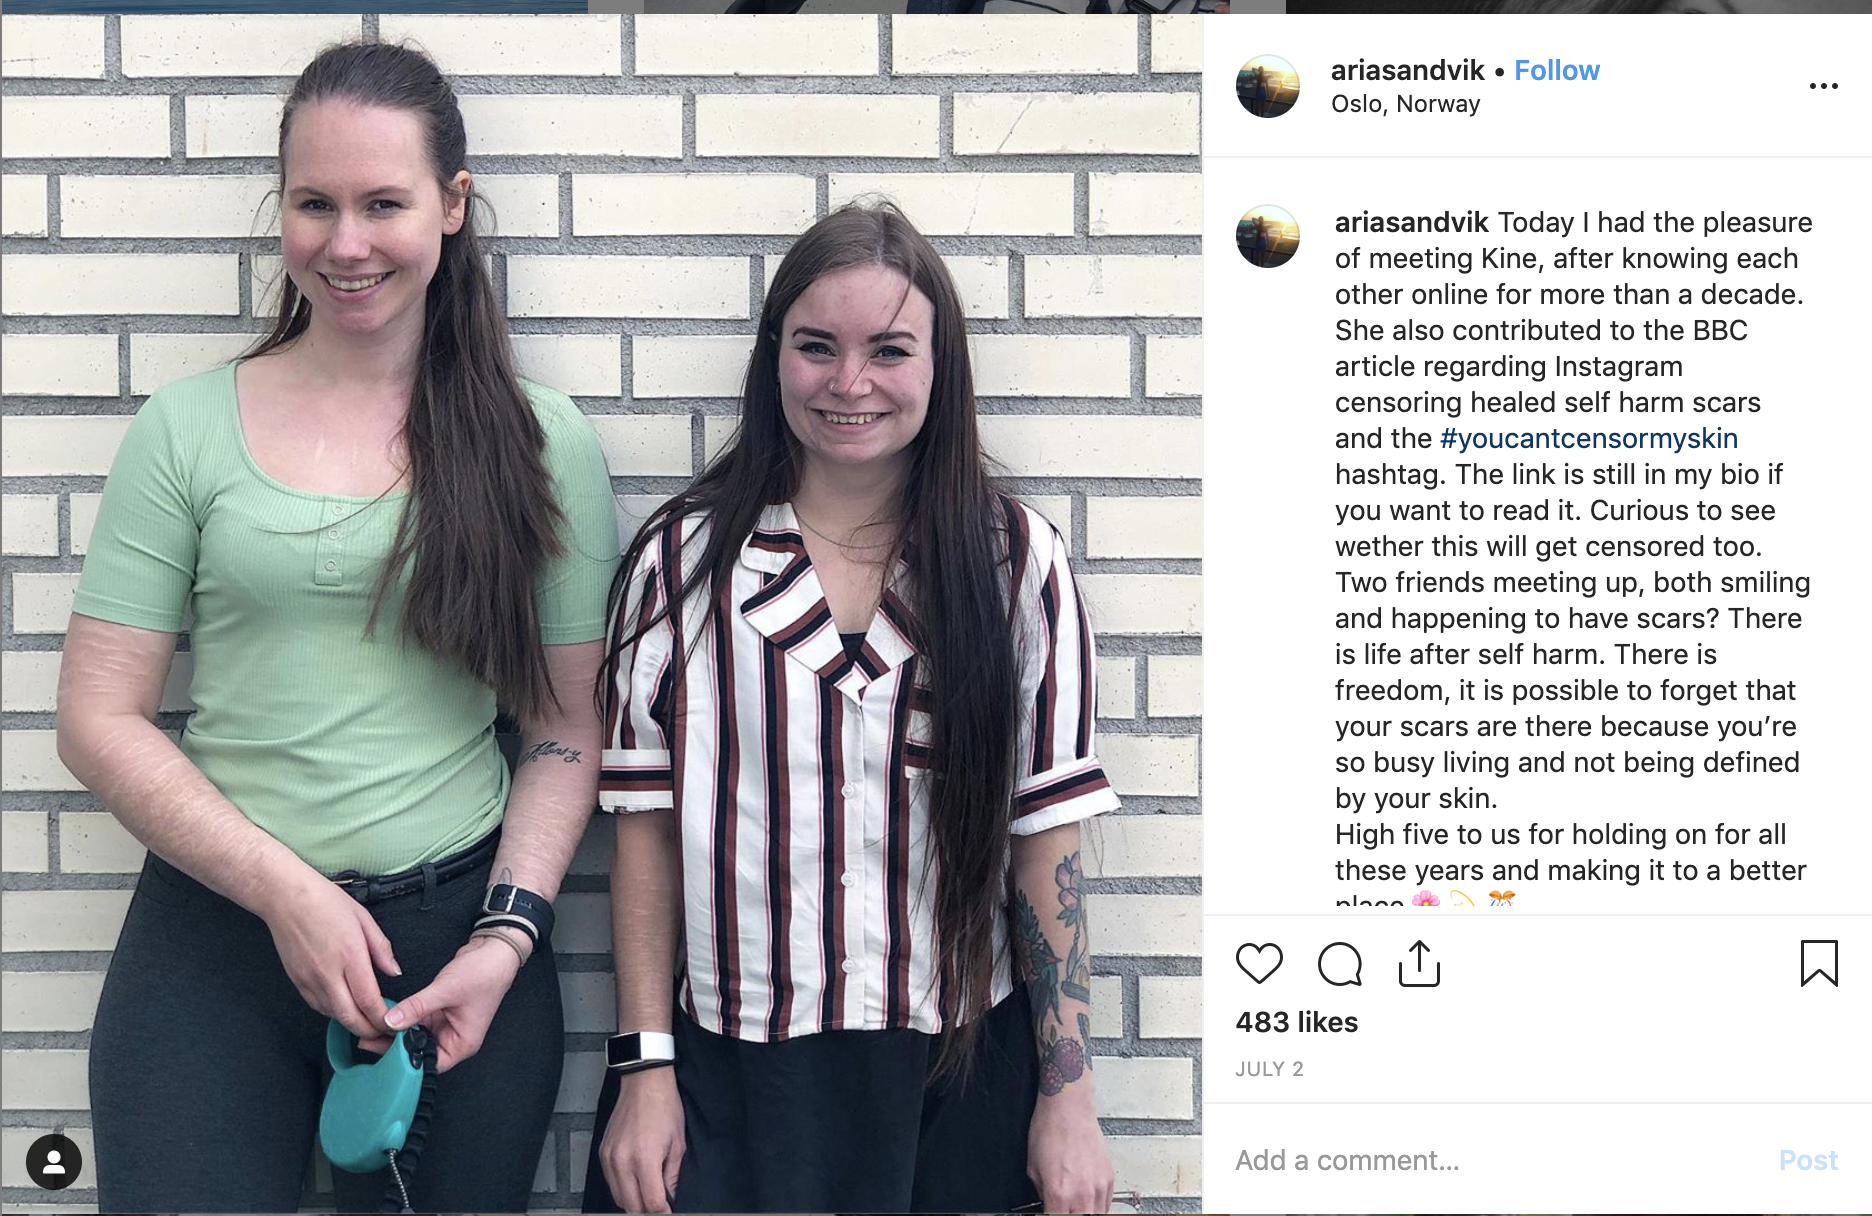 ariasandvik • Follow
Oslo, Norway
ariasandvik Today I had the pleasure
of meeting Kine, after knowing each
other online for more than a decade.
She also contributed to the BBC
article regarding Instagram
censoring healed self harm scars
and the #youcantcensormyskin
hashtag. The link is still in my bio if
you want to read it. Curious to see
wether this will get censored too.
Two friends meeting up, both smiling
and happening to have scars? There
is life after self harm. There is
freedom, it is possible to forget that
your scars are there because you’re
so busy living and not being defined
by your skin.
High five to us for holding on for all
these years and making it to a better
place 🌸 💫 🎊
483 likes
JULY 2
Add a comment...
Post
Allons-y